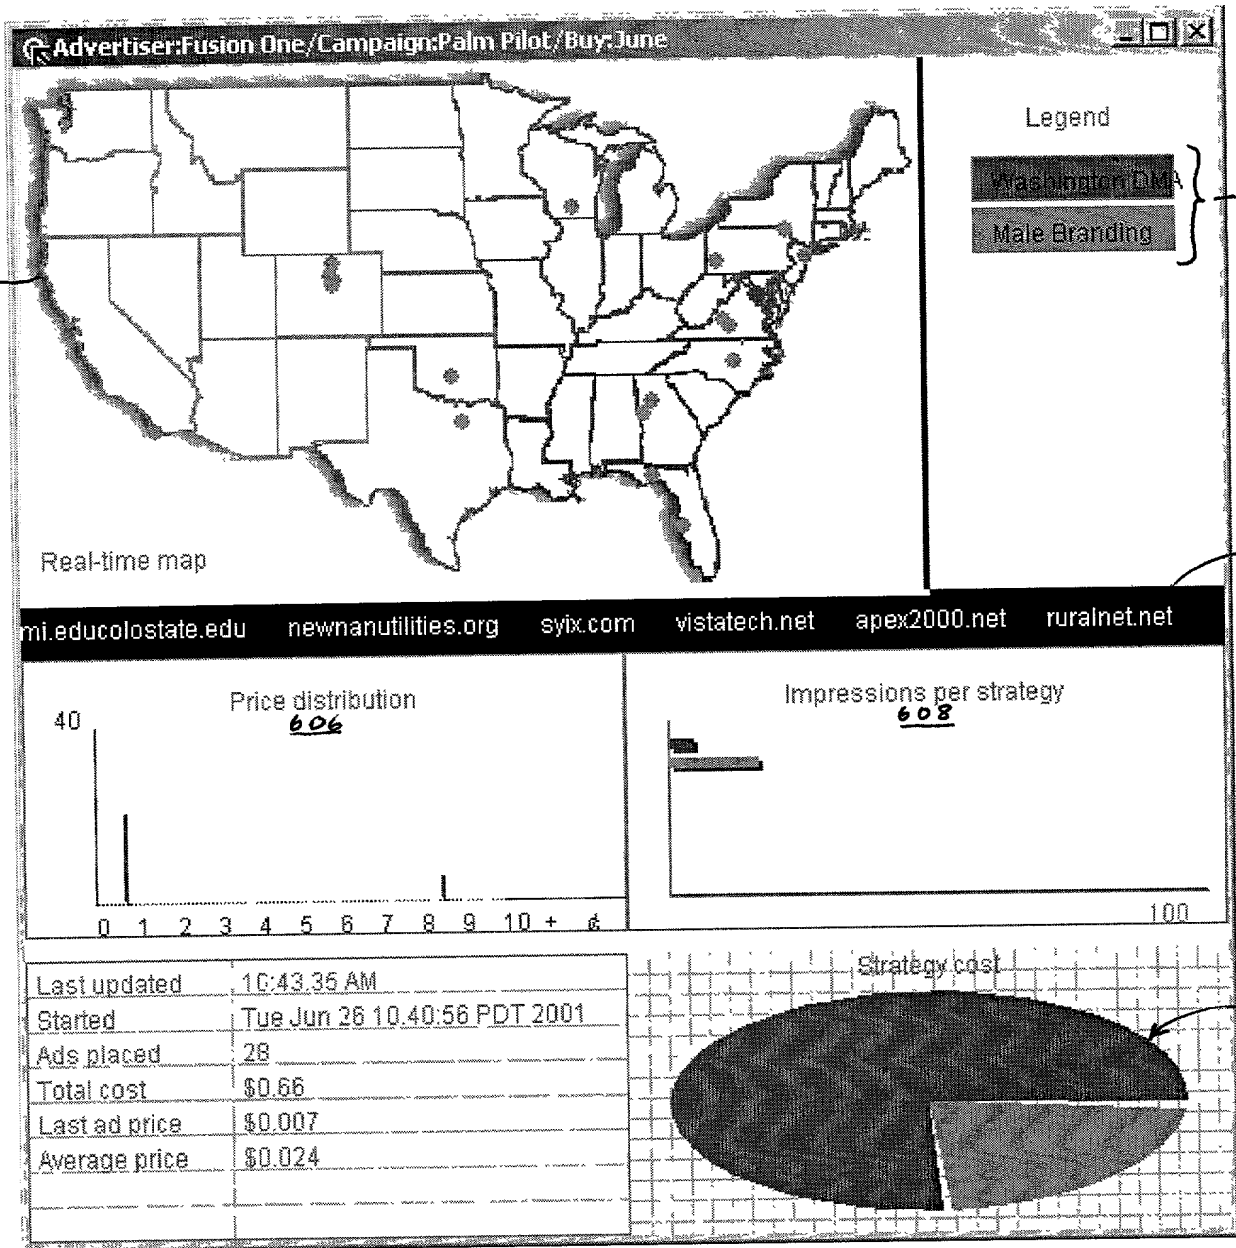 Advertiser:Fusion One/Campaign:Palm Pilot/Buy:June
Legend
Washington DMA
Male Branding
Real-time map
mi.educolostate.edu newnanutilities.org syix.com vistatech.net apex2000.net ruralnet.net
Price distribution
606
40
0 1 2 3 4 5 6 7 8 9 10 + ¢
Impressions per strategy
608
100
Last updated 10:43.35 AM
Started Tue Jun 26 10.40:56 PDT 2001
Ads placed 28
Total cost $0.66
Last ad price $0.007
Average price $0.024
Strategy cost